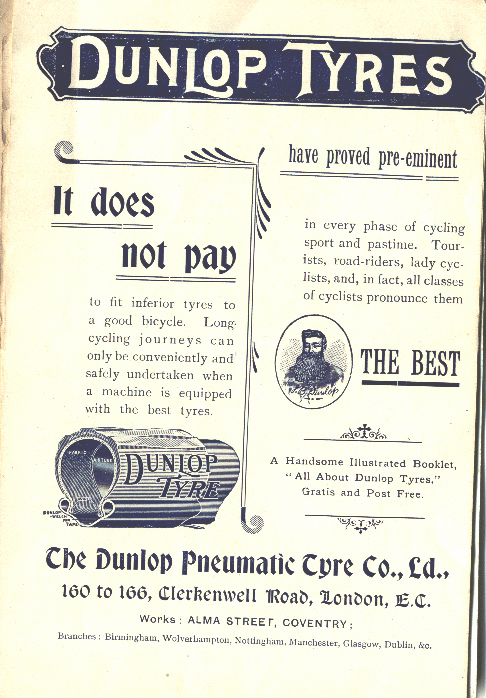 DUNLOP TYRES
have proved pre-eminent
It does
not pay
to fit inferior tyres to
a good bicycle. Long-
cycling journeys can
only be conveniently and
safely undertaken when
a machine is equipped
with the best tyres.
in every phase of cycling
sport and pastime. Tour-
ists, road-riders, lady cyc-
lists, and, in fact, all classes
of cyclists pronounce them
THE BEST
J.B. Dunlop
DUNLOP
TYRE
A Handsome Illustrated Booklet,
"All About Dunlop Tyres,"
Gratis and Post Free.
The Dunlop Pneumatic Tyre Co., Ld.,
160 to 166, Clerkenwell Road, London, E.C.
Works: ALMA STREET, COVENTRY;
Branches: Birmingham, Wolverhampton, Nottingham, Manchester, Glasgow, Dublin, &c.